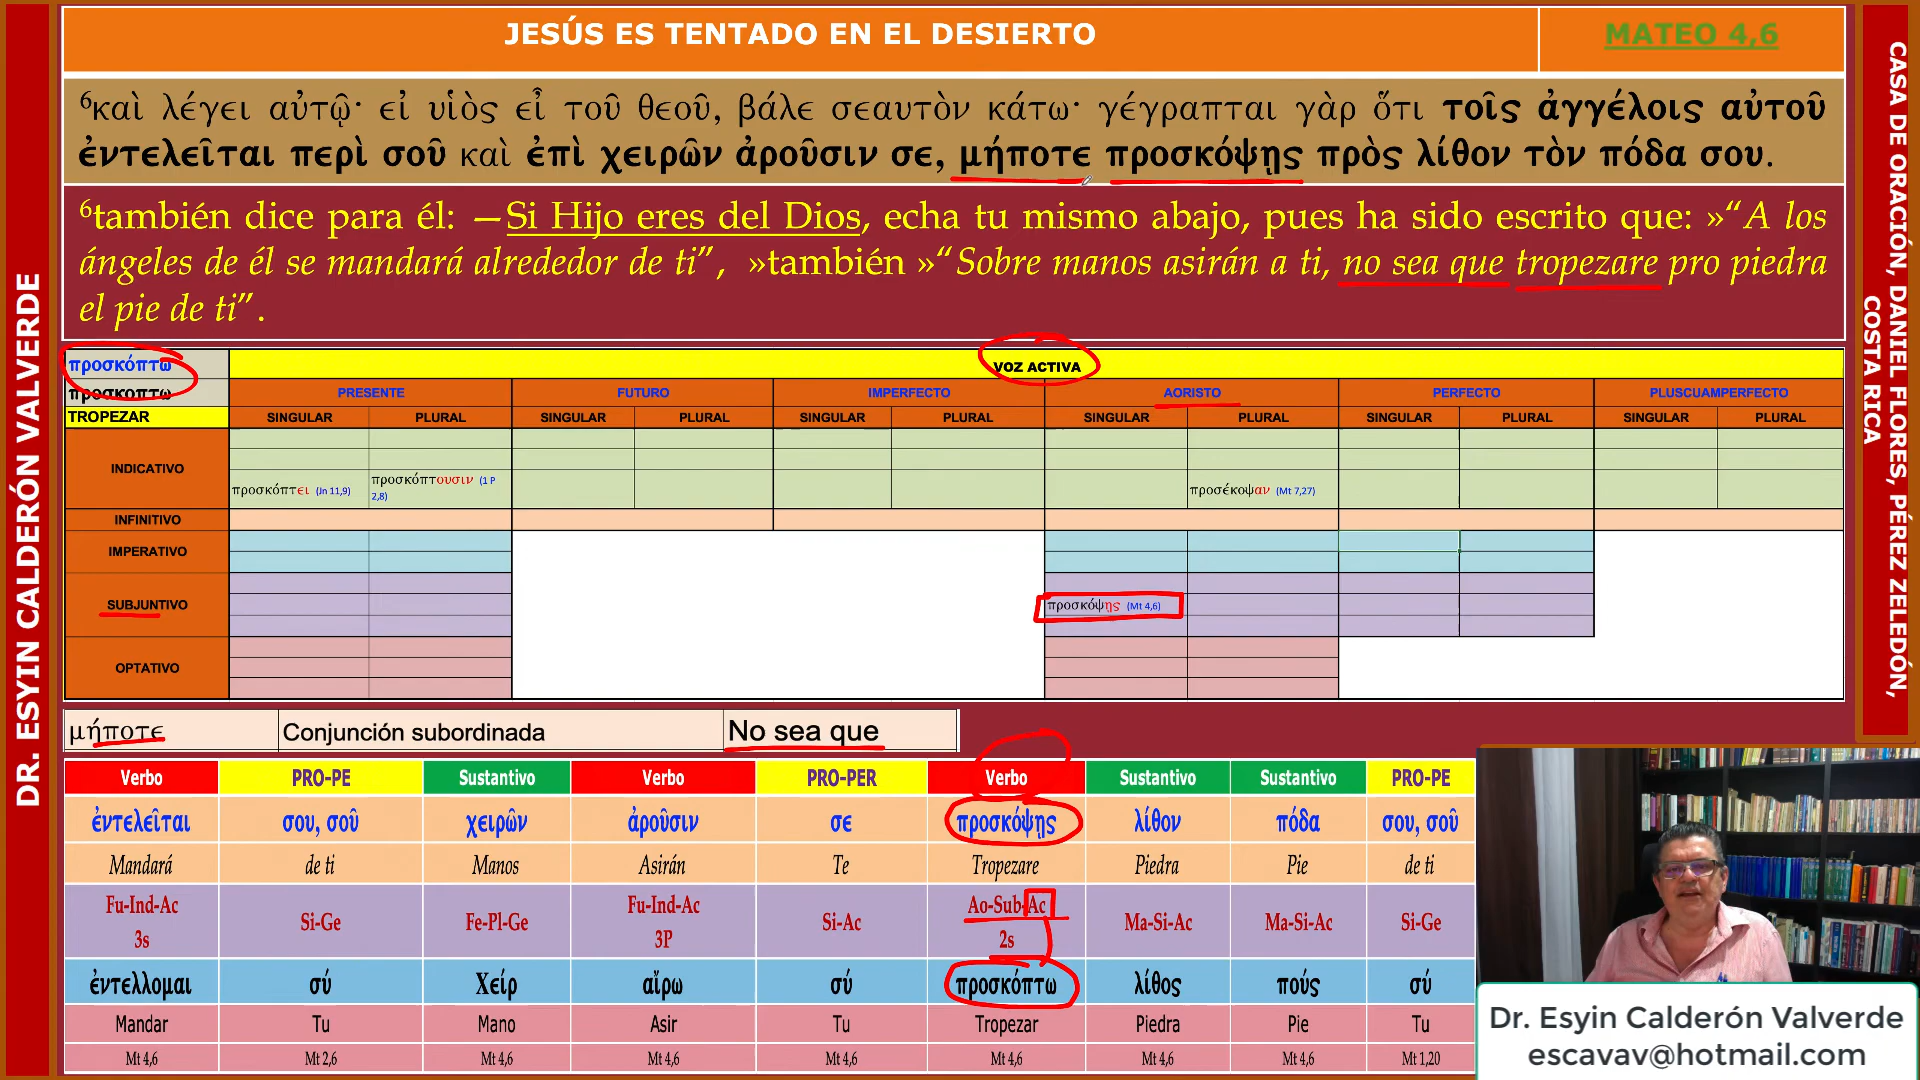 JESÚS ES TENTADO EN EL DESIERTO
MATEO 4,6
⁶καὶ λέγει αὐτῷ· εἰ υἱὸς εἶ τοῦ θεοῦ, βάλε σεαυτὸν κάτω· γέγραπται γὰρ ὅτι τοῖς ἀγγέλοις αὐτοῦ
ἐντελεῖται περὶ σοῦ καὶ ἐπὶ χειρῶν ἀροῦσιν σε, μήποτε προσκόψῃς πρὸς λίθον τὸν πόδα σου.
⁶también dice para él: —Si Hijo eres del Dios, echa tu mismo abajo, pues ha sido escrito que: »“A los
ángeles de él se mandará alrededor de ti”, »también »“Sobre manos asirán a ti, no sea que tropezare pro piedra
el pie de ti”.
DR. ESYIN CALDERÓN VALVERDE
CASA DE ORACIÓN, DANIEL FLORES, PÉREZ ZELEDÓN,
COSTA RICA
προσκόπτω
VOZ ACTIVA
προσκοπτω
PRESENTE FUTURO IMPERFECTO AORISTO PERFECTO PLUSCUAMPERFECTO
TROPEZAR SINGULAR PLURAL SINGULAR PLURAL SINGULAR PLURAL SINGULAR PLURAL SINGULAR PLURAL SINGULAR PLURAL
INDICATIVO
προσκόπτει (Jn 11,9) προσκόπτουσιν (1 P 2,8) προσέκοψαν (Mt 7,27)
INFINITIVO
IMPERATIVO
SUBJUNTIVO προσκόψῃς (Mt 4,6)
OPTATIVO
μήποτε Conjunción subordinada No sea que
Verbo PRO-PE Sustantivo Verbo PRO-PER Verbo Sustantivo Sustantivo PRO-PE
ἐντελεῖται σου, σοῦ χειρῶν ἀροῦσιν σε προσκόψῃς λίθον πόδα σου, σοῦ
Mandará de ti Manos Asirán Te Tropezare Piedra Pie de ti
Fu-Ind-Ac 3s Si-Ge Fe-Pl-Ge Fu-Ind-Ac 3P Si-Ac Ao-Sub-Ac 2s Ma-Si-Ac Ma-Si-Ac Si-Ge
ἐντελλομαι σύ Χείρ αἴρω σύ προσκόπτω λίθος πούς σύ
Mandar Tu Mano Asir Tu Tropezar Piedra Pie Tu
Mt 4,6 Mt 2,6 Mt 4,6 Mt 4,6 Mt 4,6 Mt 4,6 Mt 4,6 Mt 4,6 Mt 1,20
Dr. Esyin Calderón Valverde
escavav@hotmail.com